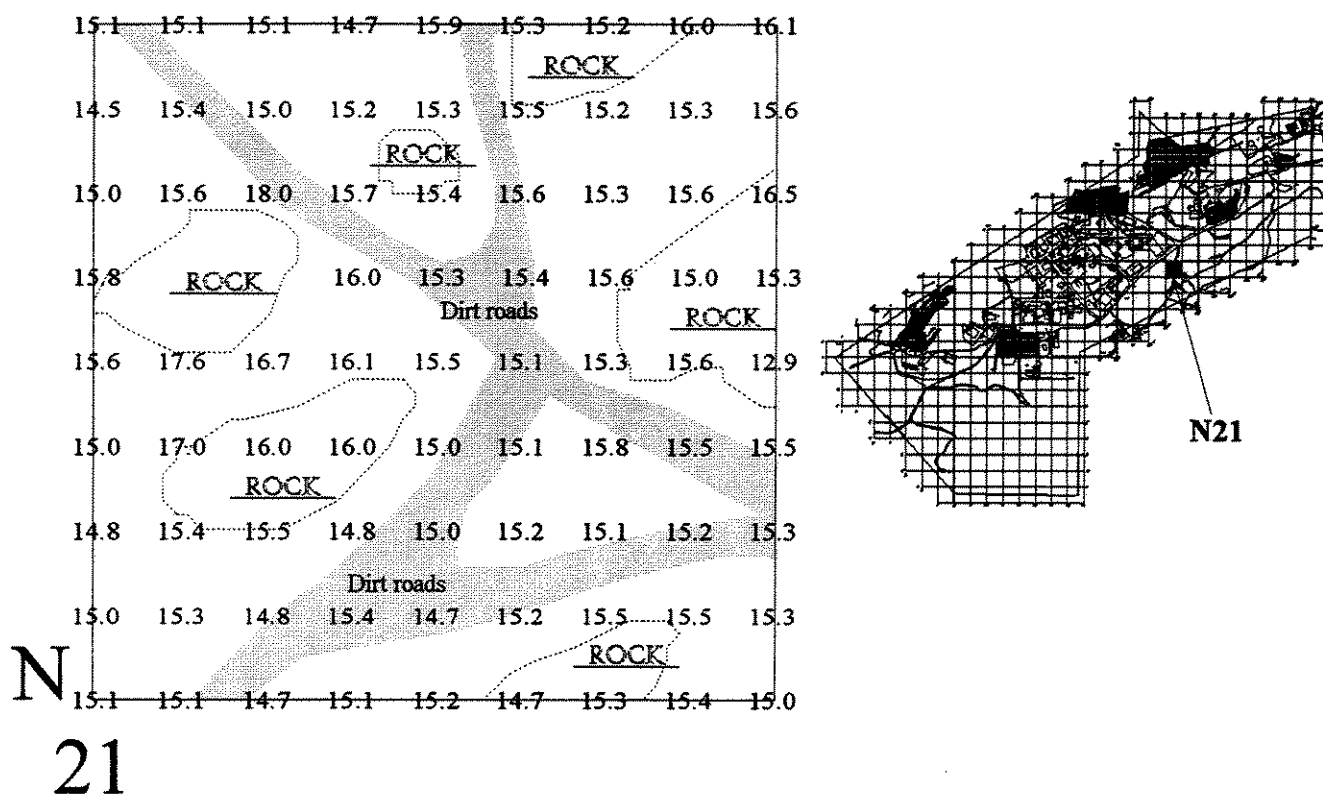 15.1 15.1 15.1 14.7 15.9 15.3 15.2 16.0 16.1
ROCK
14.5 15.4 15.0 15.2 15.3 15.5 15.2 15.3 15.6
ROCK
15.0 15.6 18.0 15.7 15.4 15.6 15.3 15.6 16.5
15.8 ROCK 16.0 15.3 15.4 15.6 15.0 15.3
Dirt roads ROCK
15.6 17.6 16.7 16.1 15.5 15.1 15.3 15.6 12.9
N21
15.0 17.0 16.0 16.0 15.0 15.1 15.8 15.5 15.5
ROCK
14.8 15.4 15.5 14.8 15.0 15.2 15.1 15.2 15.3
Dirt roads
15.0 15.3 14.8 15.4 14.7 15.2 15.5 15.5 15.3
ROCK
N
15.1 15.1 14.7 15.1 15.2 14.7 15.3 15.4 15.0
21